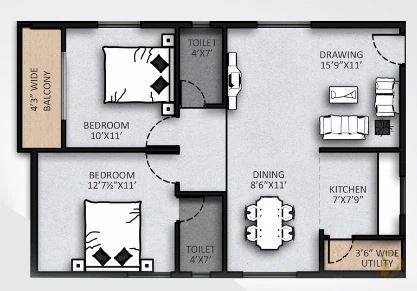 TOILET
4'X7'
DRAWING
15'9"X11'
4'3" WIDE
BALCONY
BEDROOM
10'X11'
BEDROOM
12'7½"X11'
DINING
8'6"X11'
KITCHEN
7'X7'9"
TOILET
4'X7'
3'6" WIDE
UTILITY